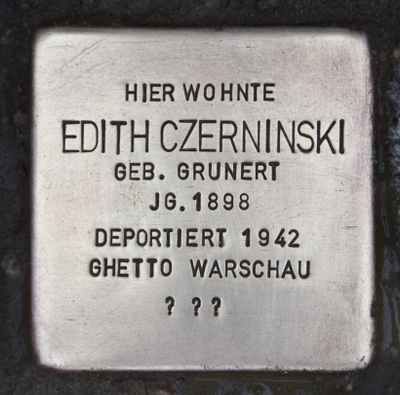 HIER WOHNTE
EDITH CZERNINSKI
GEB. GRUNERT
JG. 1898
DEPORTIERT 1942
GHETTO WARSCHAU
? ? ?